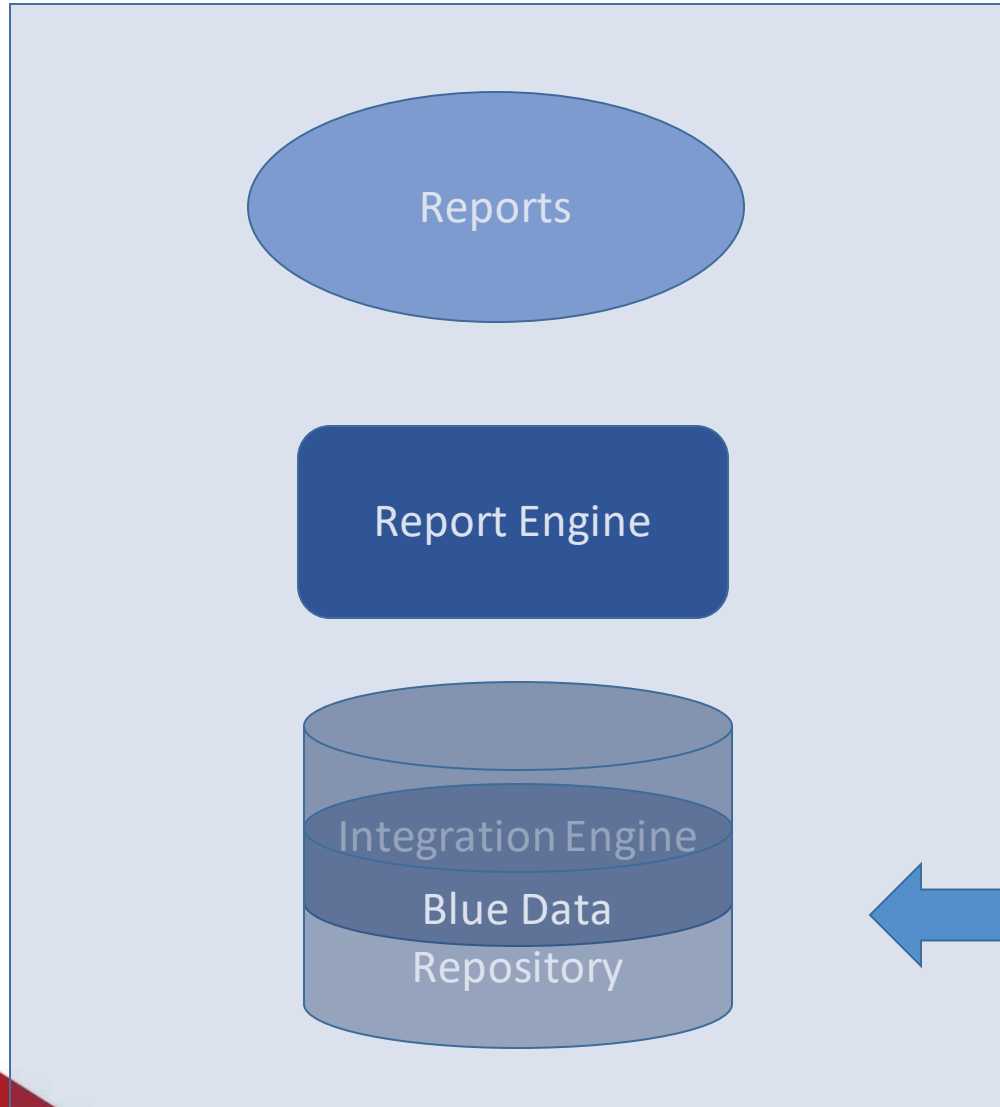 Reports
Report Engine
Integration Engine
Blue Data
Repository